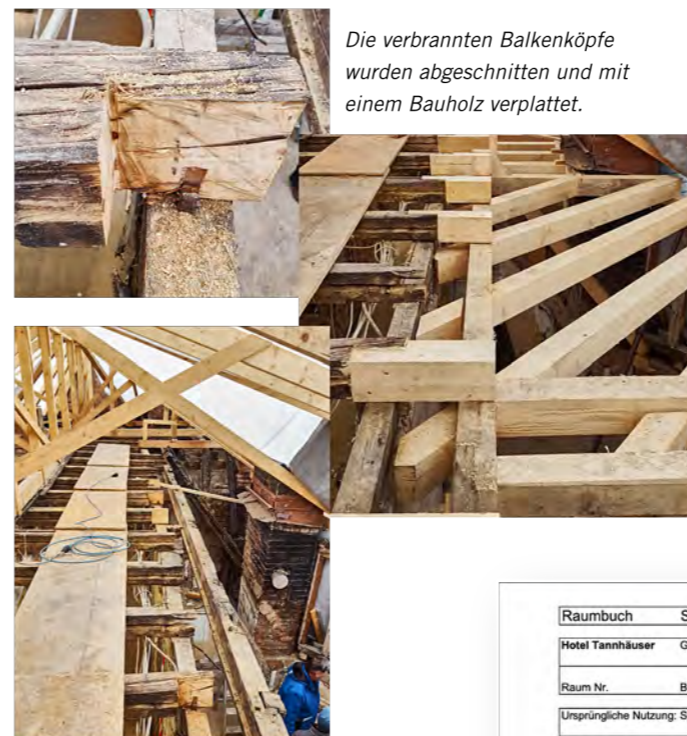 Die verbrannten Balkenköpfe
wurden abgeschnitten und mit
einem Bauholz verplattet.
Raumbuch S
Hotel Tannhäuser G
Raum Nr. B
Ursprüngliche Nutzung: S